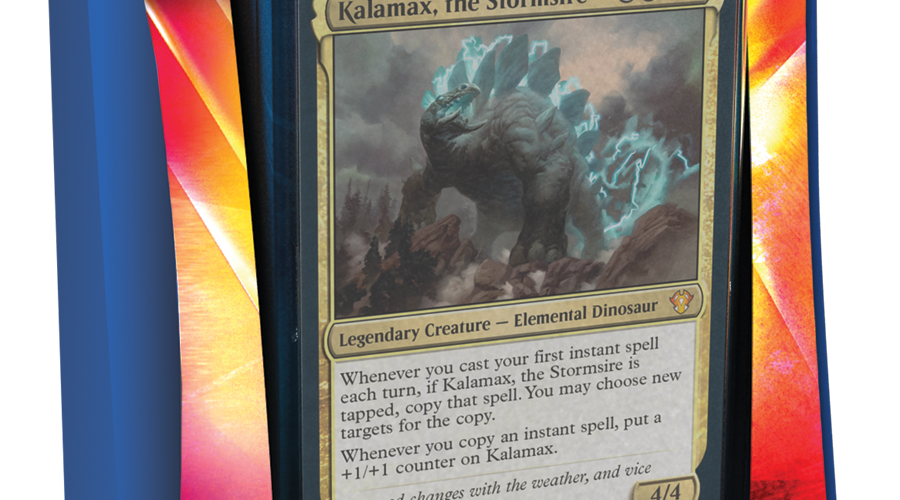 Kalamax, the Stormsire
Legendary Creature — Elemental Dinosaur
Whenever you cast your first instant spell
each turn, if Kalamax, the Stormsire is
tapped, copy that spell. You may choose new
targets for the copy.
Whenever you copy an instant spell, put a
+1/+1 counter on Kalamax.
changes with the weather, and vice
4/4